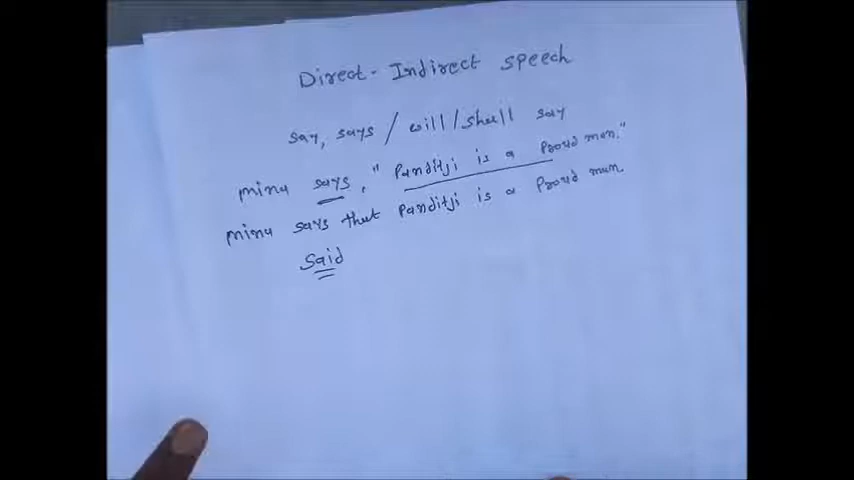 Direct - Indirect speech
say, says / will / shall say
minu says, "Panditji is a Proud man."
minu says that Panditji is a Proud man.
Said